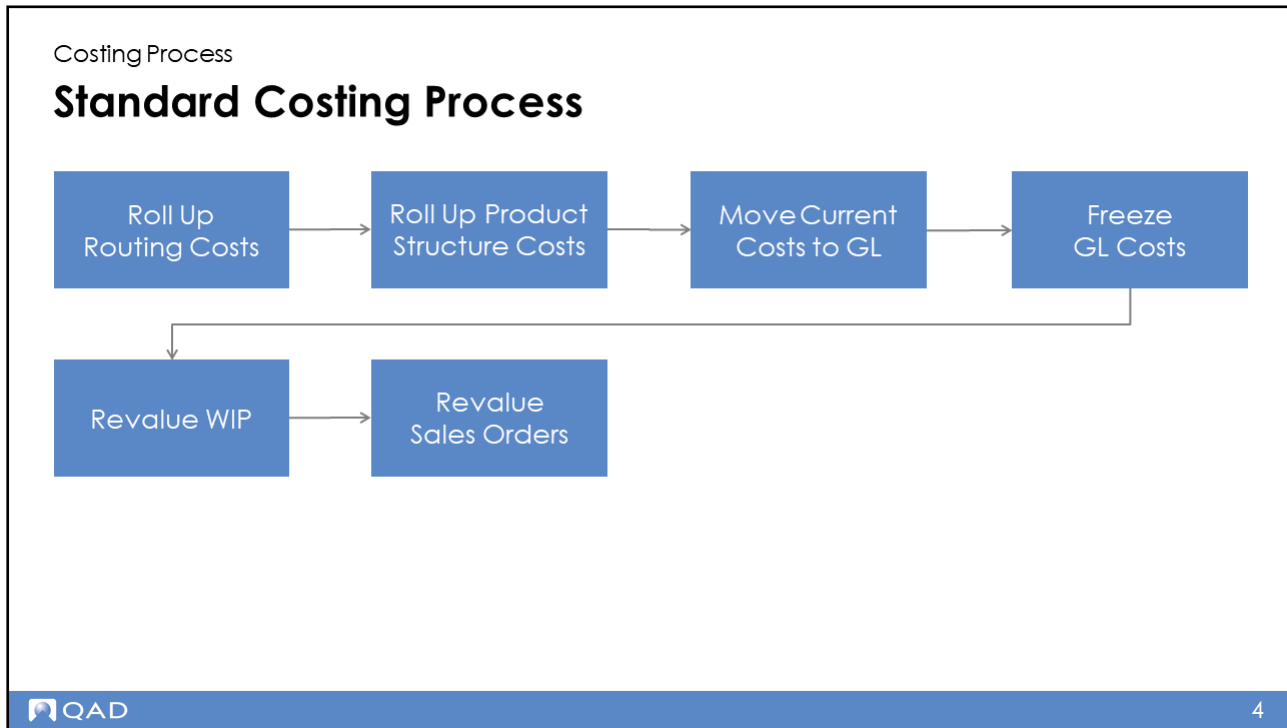 Costing Process
Standard Costing Process
Roll Up
Routing Costs
Roll Up Product
Structure Costs
Move Current
Costs to GL
Freeze
GL Costs
Revalue WIP
Revalue
Sales Orders
QAD
4